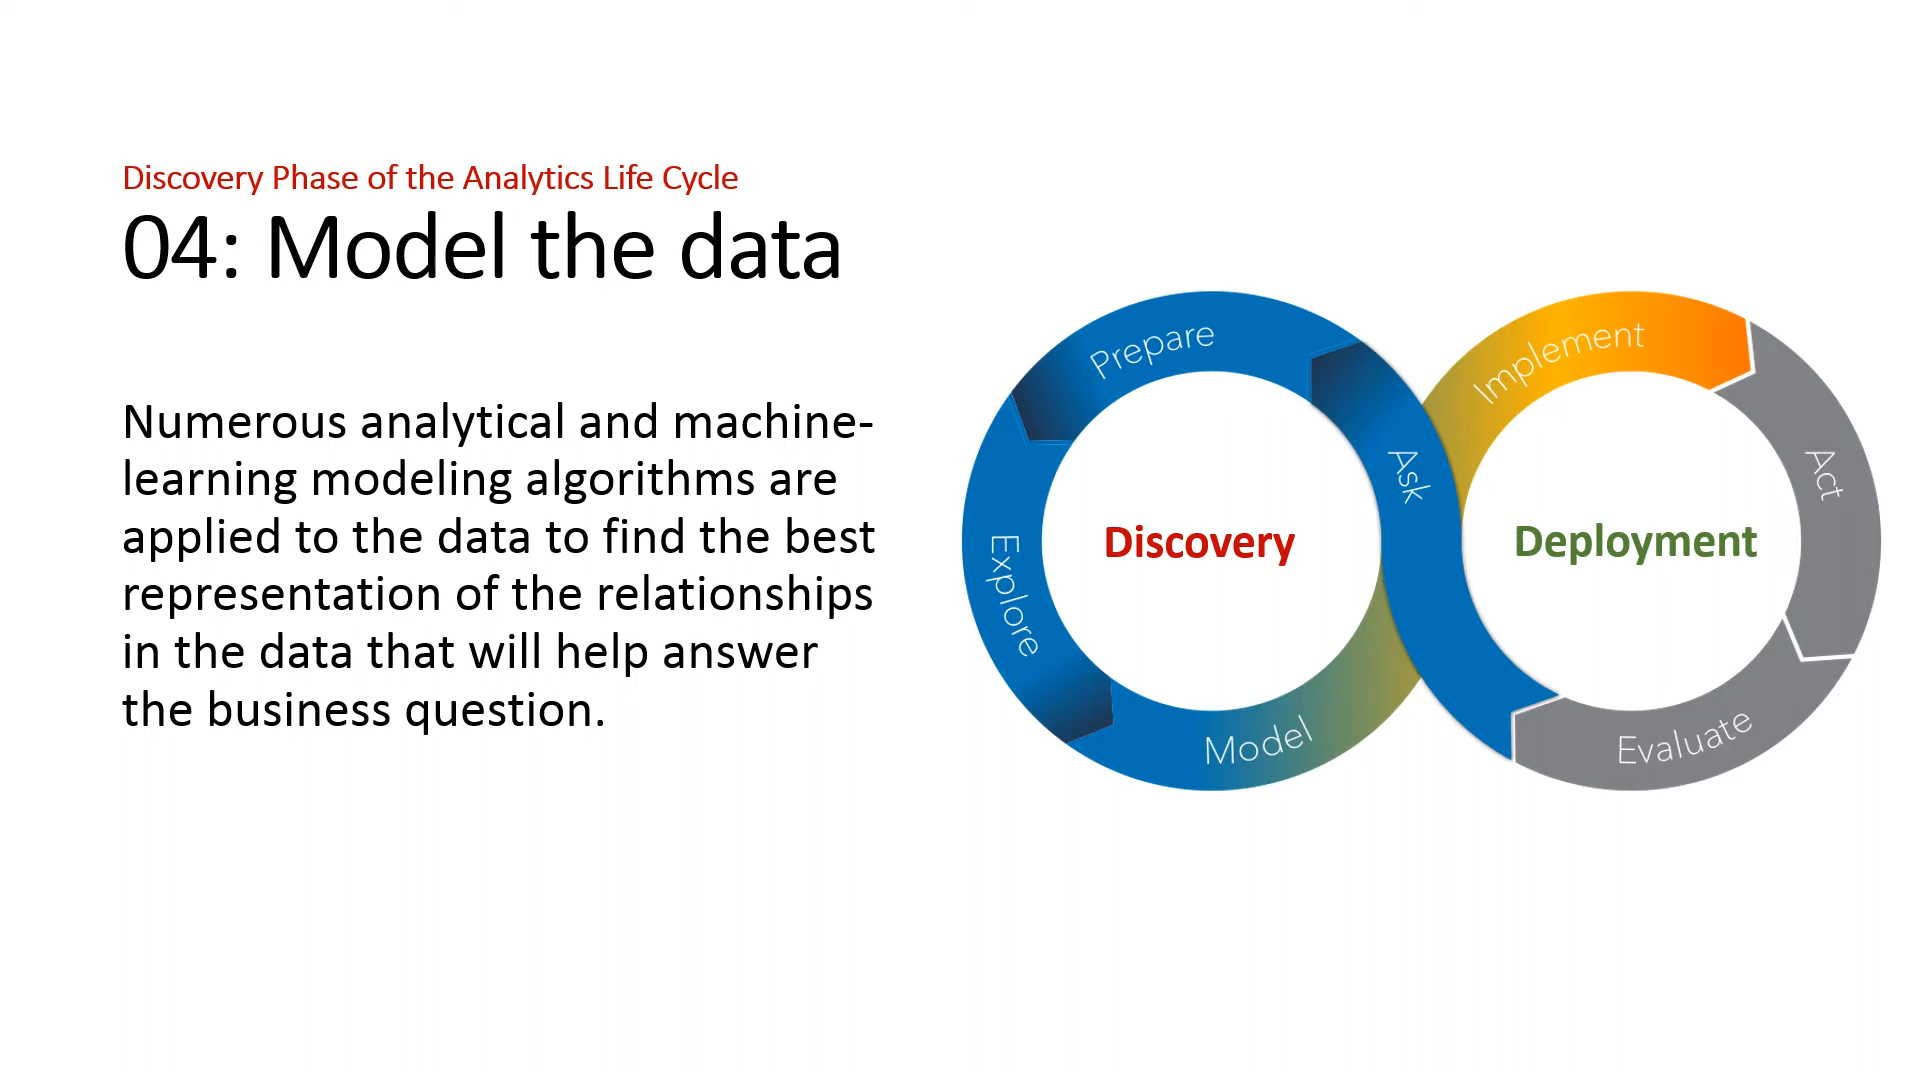 Discovery Phase of the Analytics Life Cycle
04: Model the data
Numerous analytical and machine-
learning modeling algorithms are
applied to the data to find the best
representation of the relationships
in the data that will help answer
the business question.
Prepare
Ask
Explore
Discovery
Model
Implement
Act
Deployment
Evaluate